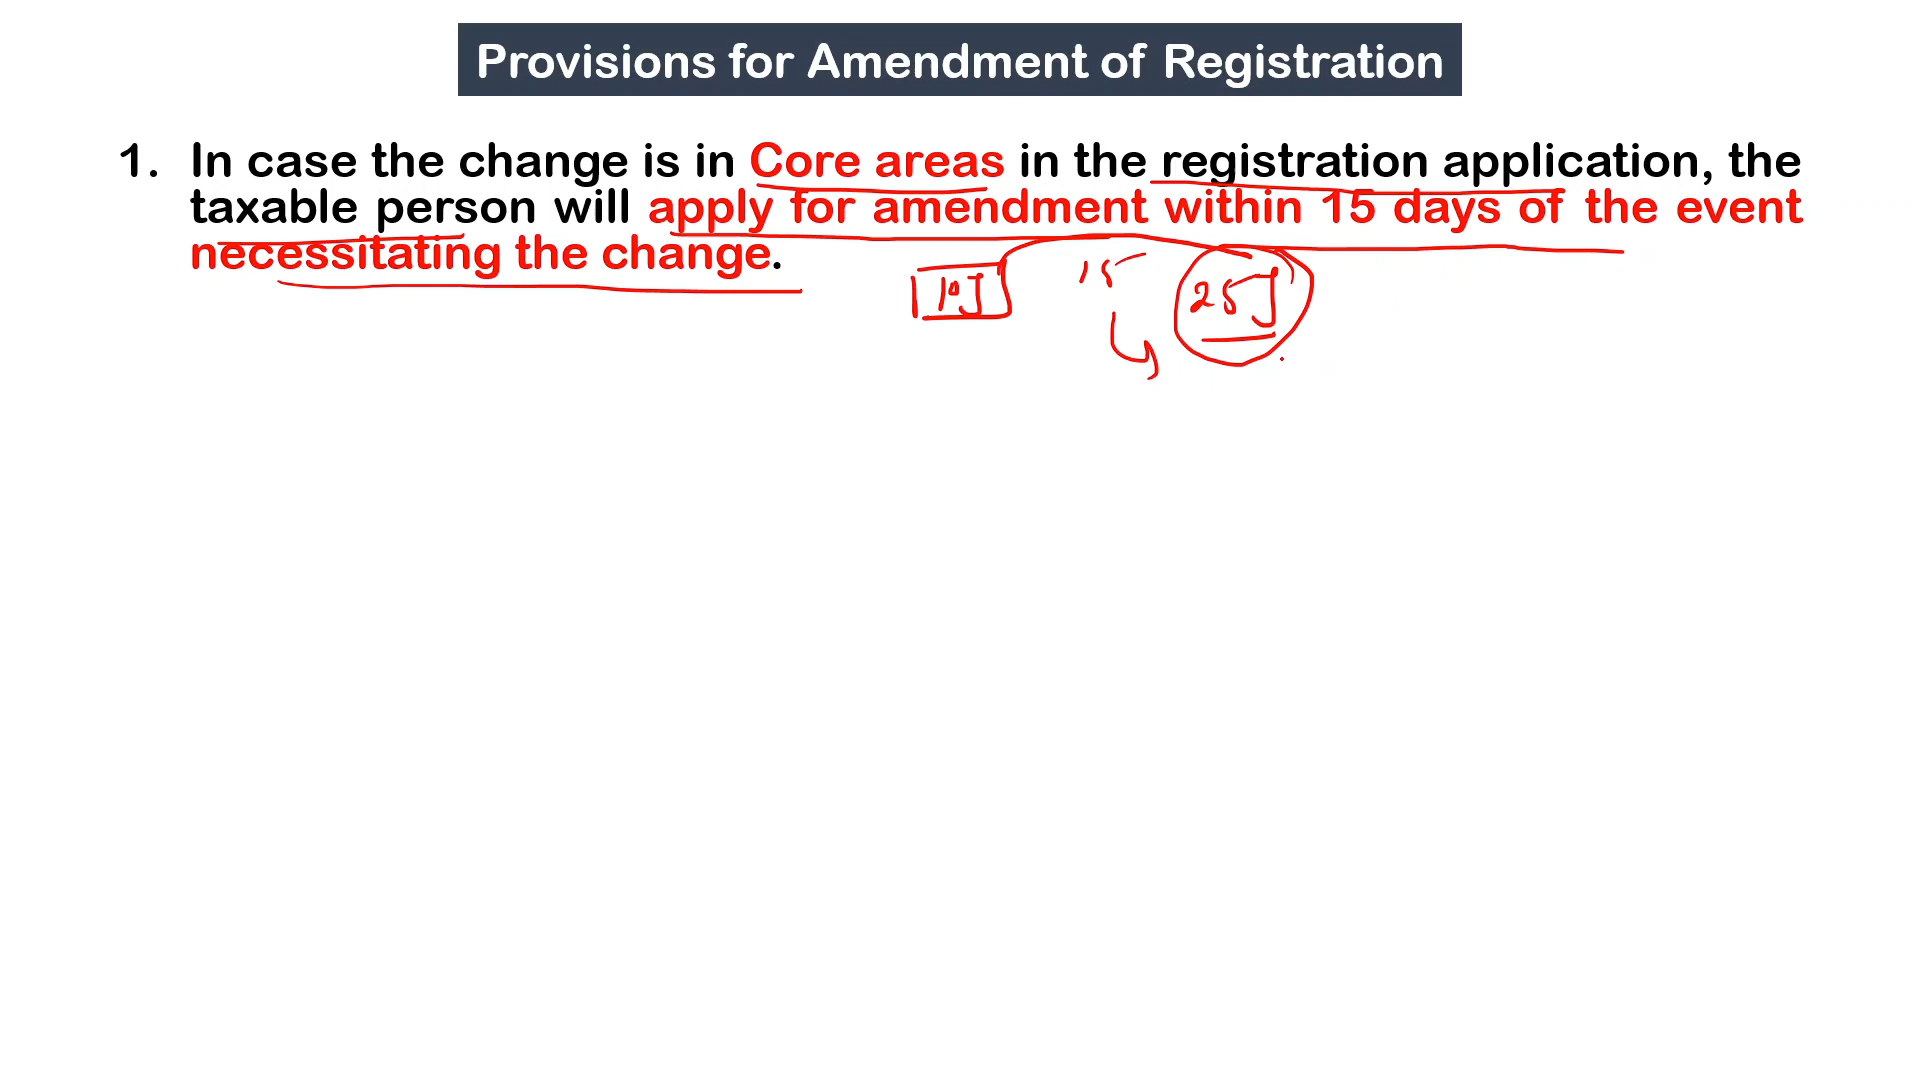 Provisions for Amendment of Registration
1. In case the change is in Core areas in the registration application, the
taxable person will apply for amendment within 15 days of the event
necessitating the change.
10J 15 25J